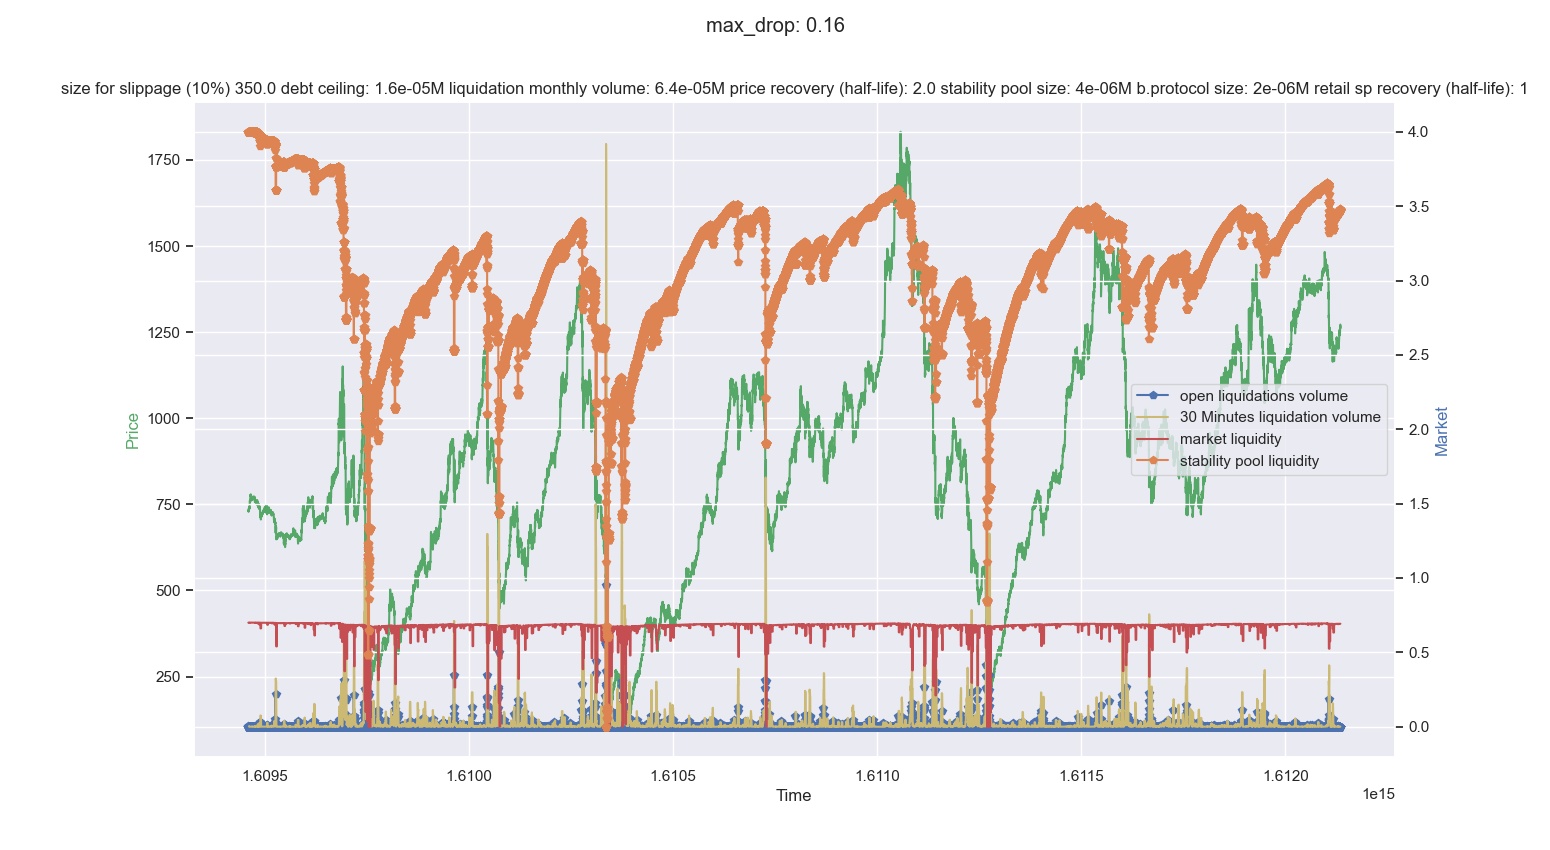 max_drop: 0.16
size for slippage (10%) 350.0 debt ceiling: 1.6e-05M liquidation monthly volume: 6.4e-05M price recovery (half-life): 2.0 stability pool size: 4e-06M b.protocol size: 2e-06M retail sp recovery (half-life): 1
1750
1500
1250
1000
750
500
250
Price
4.0
3.5
3.0
2.5
2.0
1.5
1.0
0.5
0.0
Market
open liquidations volume
30 Minutes liquidation volume
market liquidity
stability pool liquidity
1.6095
1.6100
1.6105
1.6110
1.6115
1.6120
1e15
Time